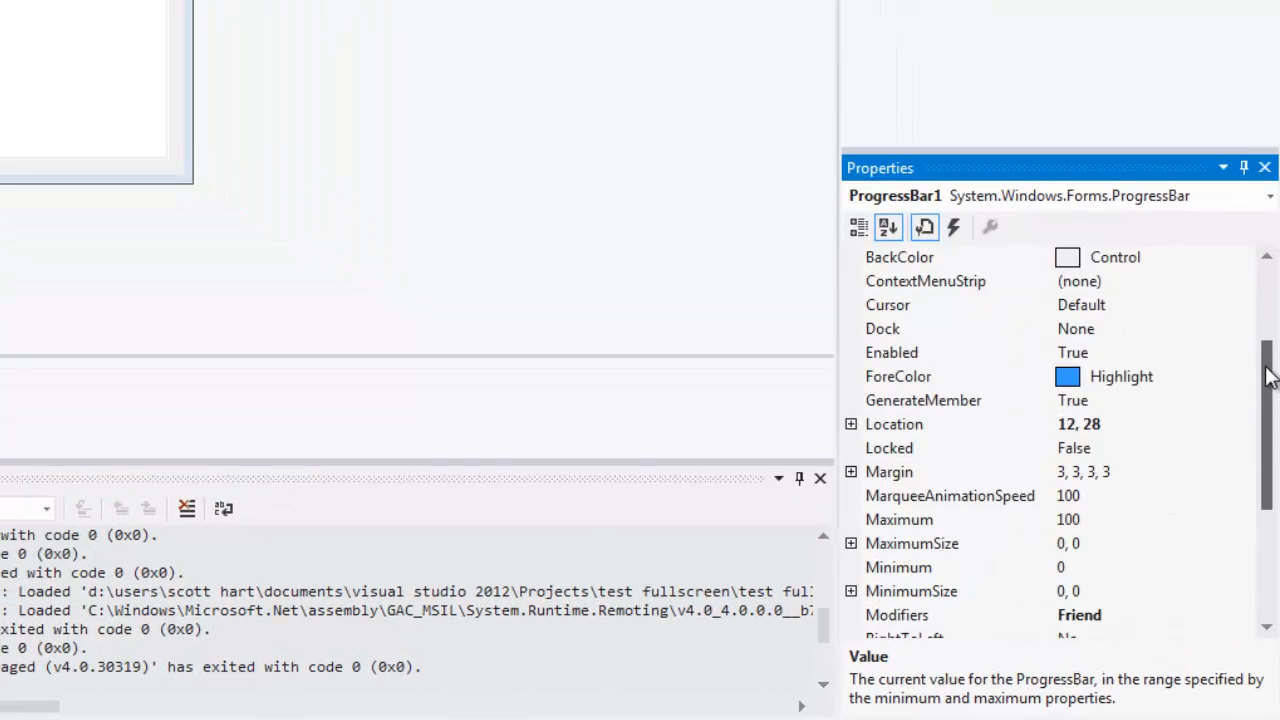 Properties
ProgressBar1 System.Windows.Forms.ProgressBar
BackColor Control
ContextMenuStrip (none)
Cursor Default
Dock None
Enabled True
ForeColor Highlight
GenerateMember True
Location 12, 28
Locked False
Margin 3, 3, 3, 3
MarqueeAnimationSpeed 100
Maximum 100
MaximumSize 0, 0
Minimum 0
MinimumSize 0, 0
Modifiers Friend
RightToLeft No
Value
The current value for the ProgressBar, in the range specified by
the minimum and maximum properties.
with code 0 (0x0).
e 0 (0x0).
ed with code 0 (0x0).
: Loaded 'd:\users\scott hart\documents\visual studio 2012\Projects\test fullscreen\test ful
: Loaded 'C:\Windows\Microsoft.Net\assembly\GAC_MSIL\System.Runtime.Remoting\v4.0_4.0.0.0__b7
xited with code 0 (0x0).
e 0 (0x0).
aged (v4.0.30319)' has exited with code 0 (0x0).